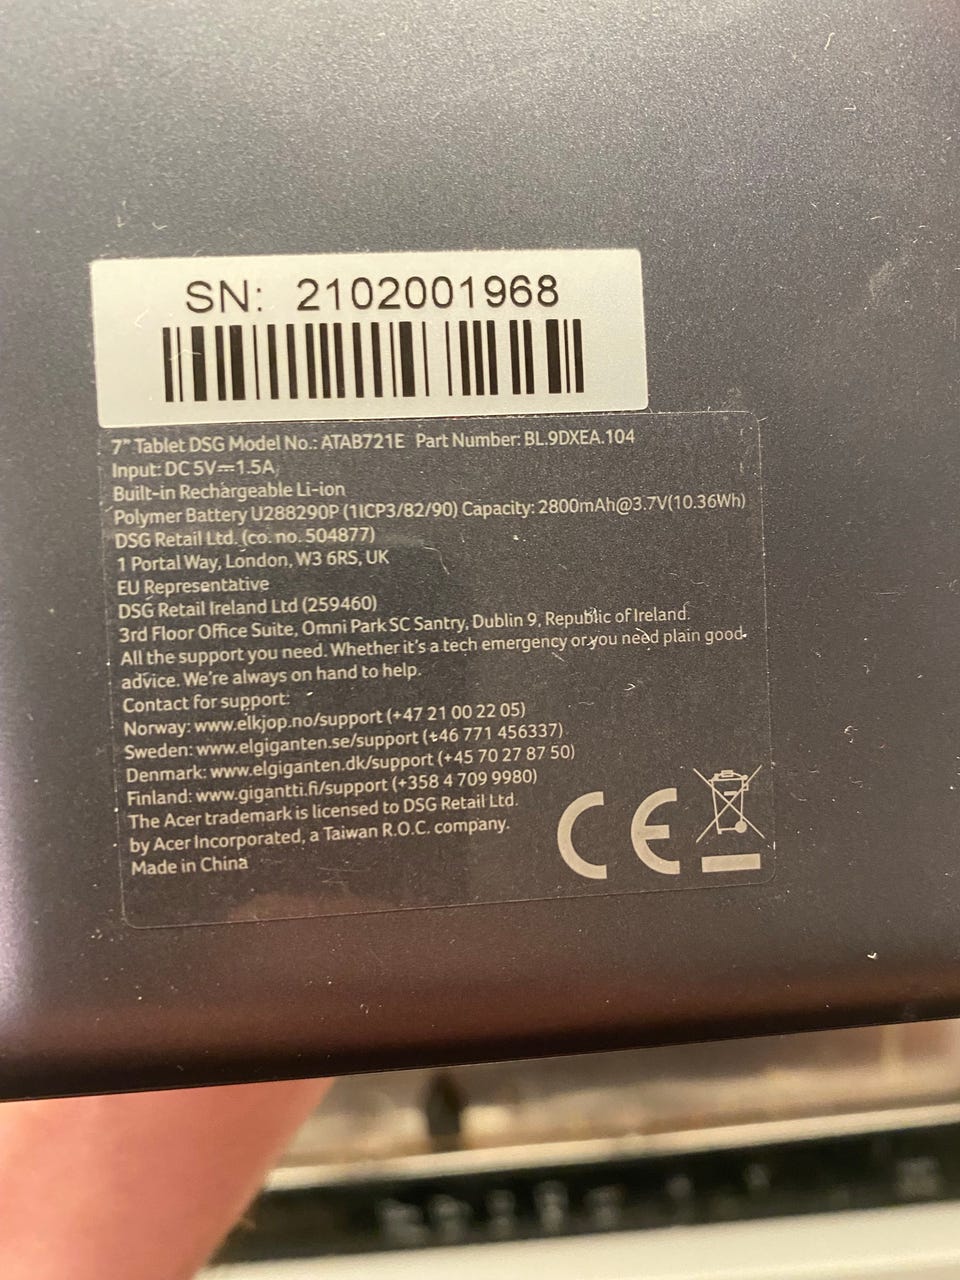 SN: 2102001968
7" Tablet DSG Model No.: ATAB721E Part Number: BL.9DXEA.104
Input: DC 5V⎓1.5A
Built-in Rechargeable Li-ion
Polymer Battery U288290P (1ICP3/82/90) Capacity: 2800mAh@3.7V(10.36Wh)
DSG Retail Ltd. (co. no. 504877)
1 Portal Way, London, W3 6RS, UK
EU Representative
DSG Retail Ireland Ltd (259460)
3rd Floor Office Suite, Omni Park SC Santry, Dublin 9, Republic of Ireland.
All the support you need. Whether it's a tech emergency or you need plain good
advice. We're always on hand to help.
Contact for support:
Norway: www.elkjop.no/support (+47 21 00 22 05)
Sweden: www.elgiganten.se/support (+46 771 456337)
Denmark: www.elgiganten.dk/support (+45 70 27 87 50)
Finland: www.gigantti.fi/support (+358 4 709 9980)
The Acer trademark is licensed to DSG Retail Ltd.
by Acer Incorporated, a Taiwan R.O.C. company.
Made in China
CE